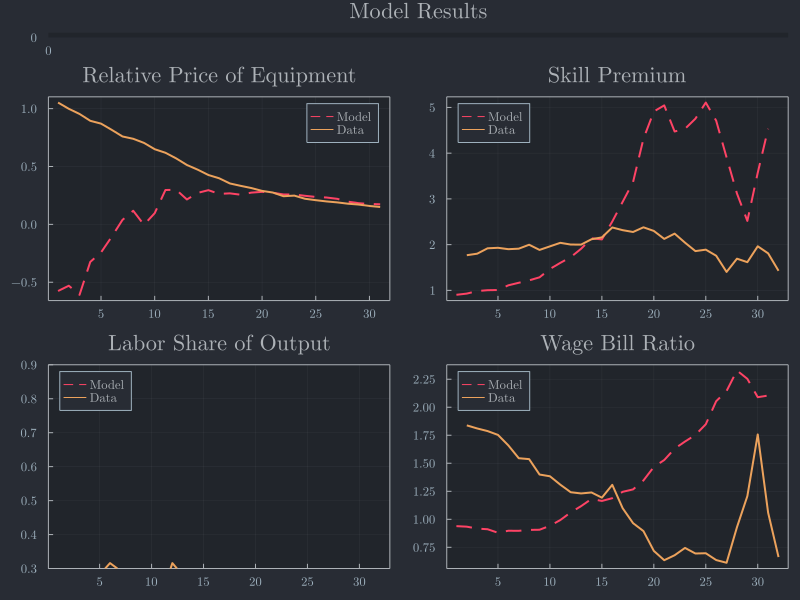 Model Results
0
0
Relative Price of Equipment
1.0
0.5
0.0
−0.5
5 10 15 20 25 30
Model
Data
Skill Premium
5
4
3
2
1
5 10 15 20 25 30
Model
Data
Labor Share of Output
0.9
0.8
0.7
0.6
0.5
0.4
0.3
5 10 15 20 25 30
Model
Data
Wage Bill Ratio
2.25
2.00
1.75
1.50
1.25
1.00
0.75
5 10 15 20 25 30
Model
Data